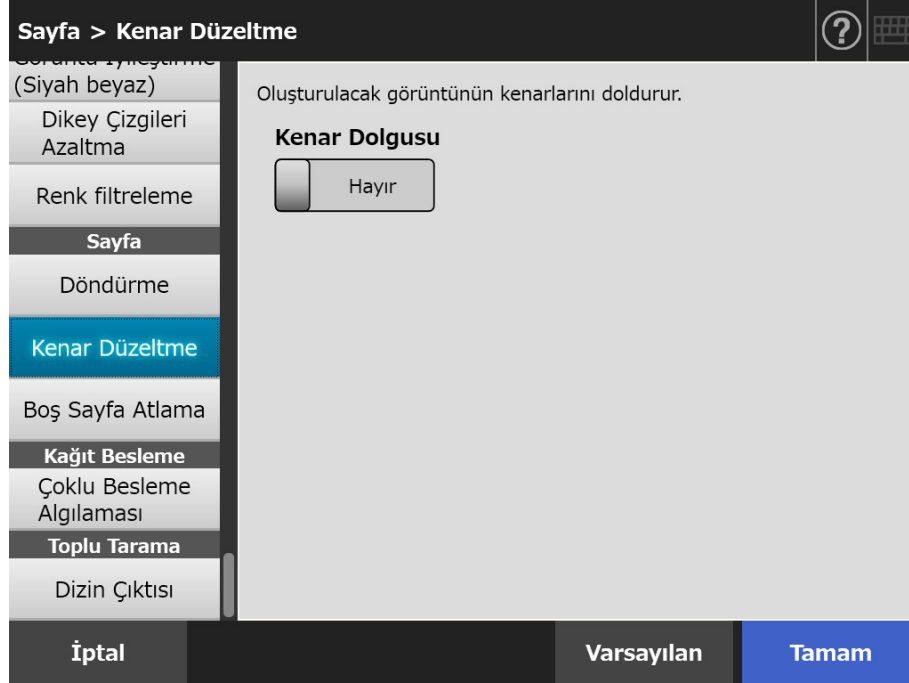 Sayfa > Kenar Düzeltme
(Siyah beyaz)
Dikey Çizgileri
Azaltma
Renk filtreleme
Sayfa
Döndürme
Kenar Düzeltme
Boş Sayfa Atlama
Kağıt Besleme
Çoklu Besleme
Algılaması
Toplu Tarama
Dizin Çıktısı
Oluşturulacak görüntünün kenarlarını doldurur.
Kenar Dolgusu
Hayır
İptal
Varsayılan
Tamam